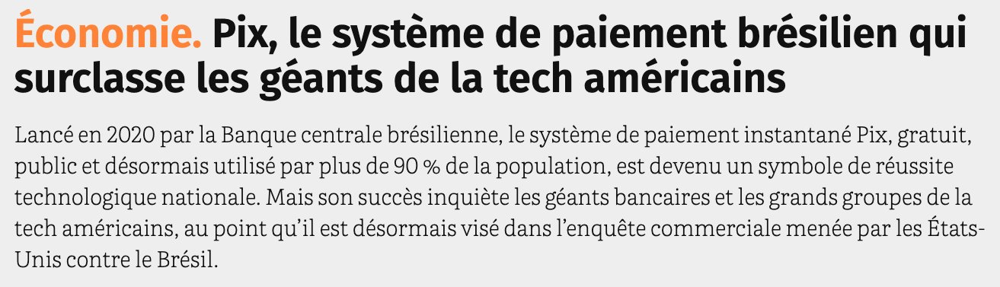 Économie. Pix, le système de paiement brésilien qui
surclasse les géants de la tech américains
Lancé en 2020 par la Banque centrale brésilienne, le système de paiement instantané Pix, gratuit,
public et désormais utilisé par plus de 90 % de la population, est devenu un symbole de réussite
technologique nationale. Mais son succès inquiète les géants bancaires et les grands groupes de la
tech américains, au point qu’il est désormais visé dans l’enquête commerciale menée par les États-
Unis contre le Brésil.